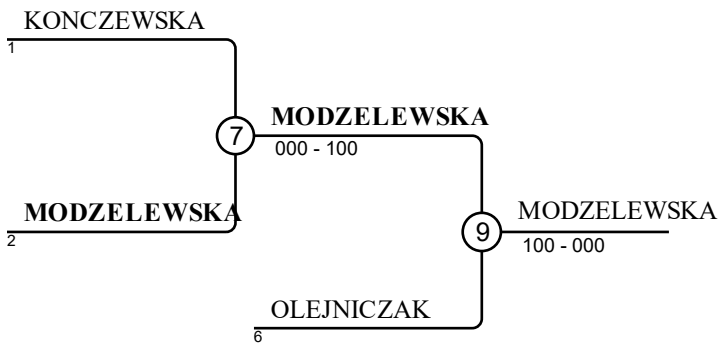 KONCZEWSKA
1
7
MODZELEWSKA
000 - 100
MODZELEWSKA
2
9
MODZELEWSKA
100 - 000
OLEJNICZAK
6